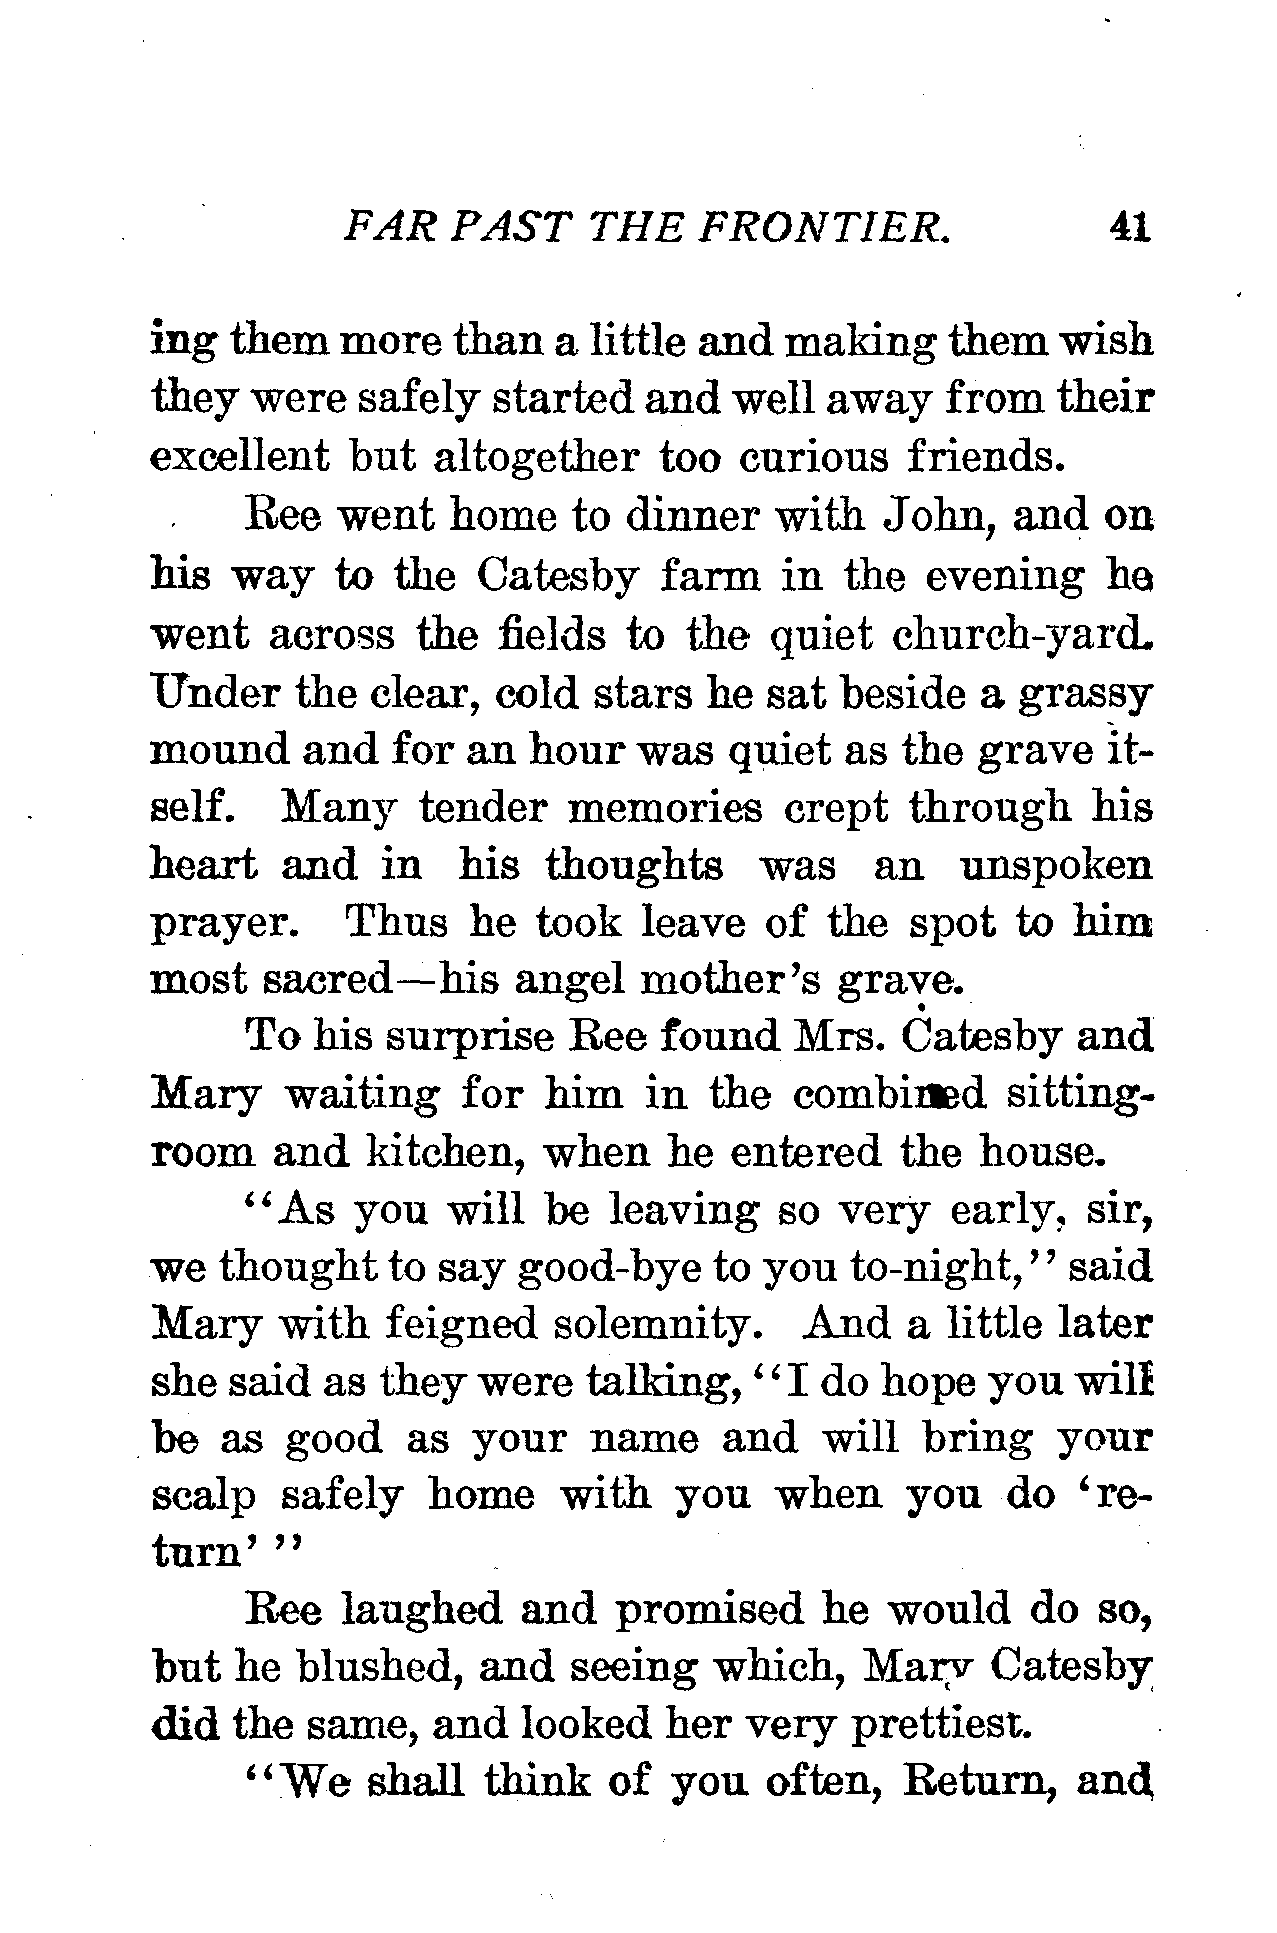 FAR PAST THE FRONTIER. 41
ing them more than a little and making them wish
they were safely started and well away from their
excellent but altogether too curious friends.
Ree went home to dinner with John, and on
his way to the Catesby farm in the evening he
went across the fields to the quiet church-yard.
Under the clear, cold stars he sat beside a grassy
mound and for an hour was quiet as the grave it-
self. Many tender memories crept through his
heart and in his thoughts was an unspoken
prayer. Thus he took leave of the spot to him
most sacred—his angel mother's grave.
To his surprise Ree found Mrs. Catesby and
Mary waiting for him in the combined sitting-
room and kitchen, when he entered the house.
"As you will be leaving so very early, sir,
we thought to say good-bye to you to-night," said
Mary with feigned solemnity. And a little later
she said as they were talking, "I do hope you will
be as good as your name and will bring your
scalp safely home with you when you do 're-
turn' "
Ree laughed and promised he would do so,
but he blushed, and seeing which, Mary Catesby
did the same, and looked her very prettiest.
"We shall think of you often, Return, and